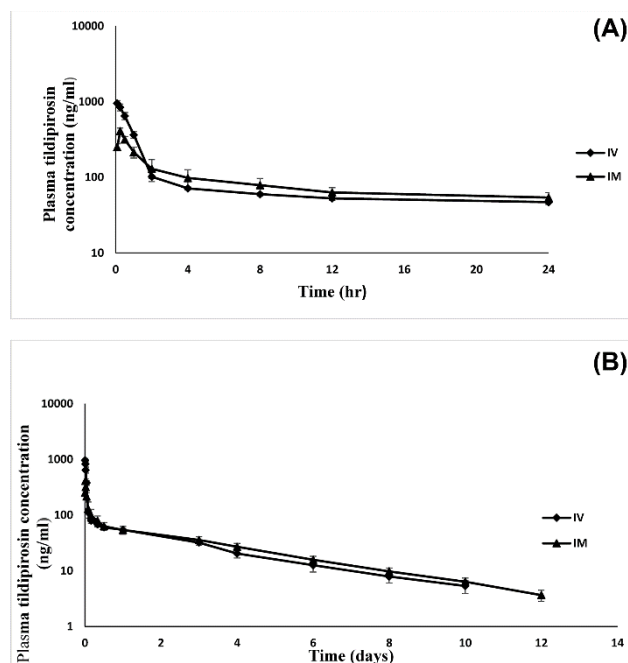 (A)
Plasma tildipirosin
concentration (ng/ml)
10000
1000
100
10
0
4
8
12
16
20
24
Time (hr)
IV
IM
(B)
Plasma tildipirosin concentration
(ng/ml)
10000
1000
100
10
1
0
2
4
6
8
10
12
14
Time (days)
IV
IM